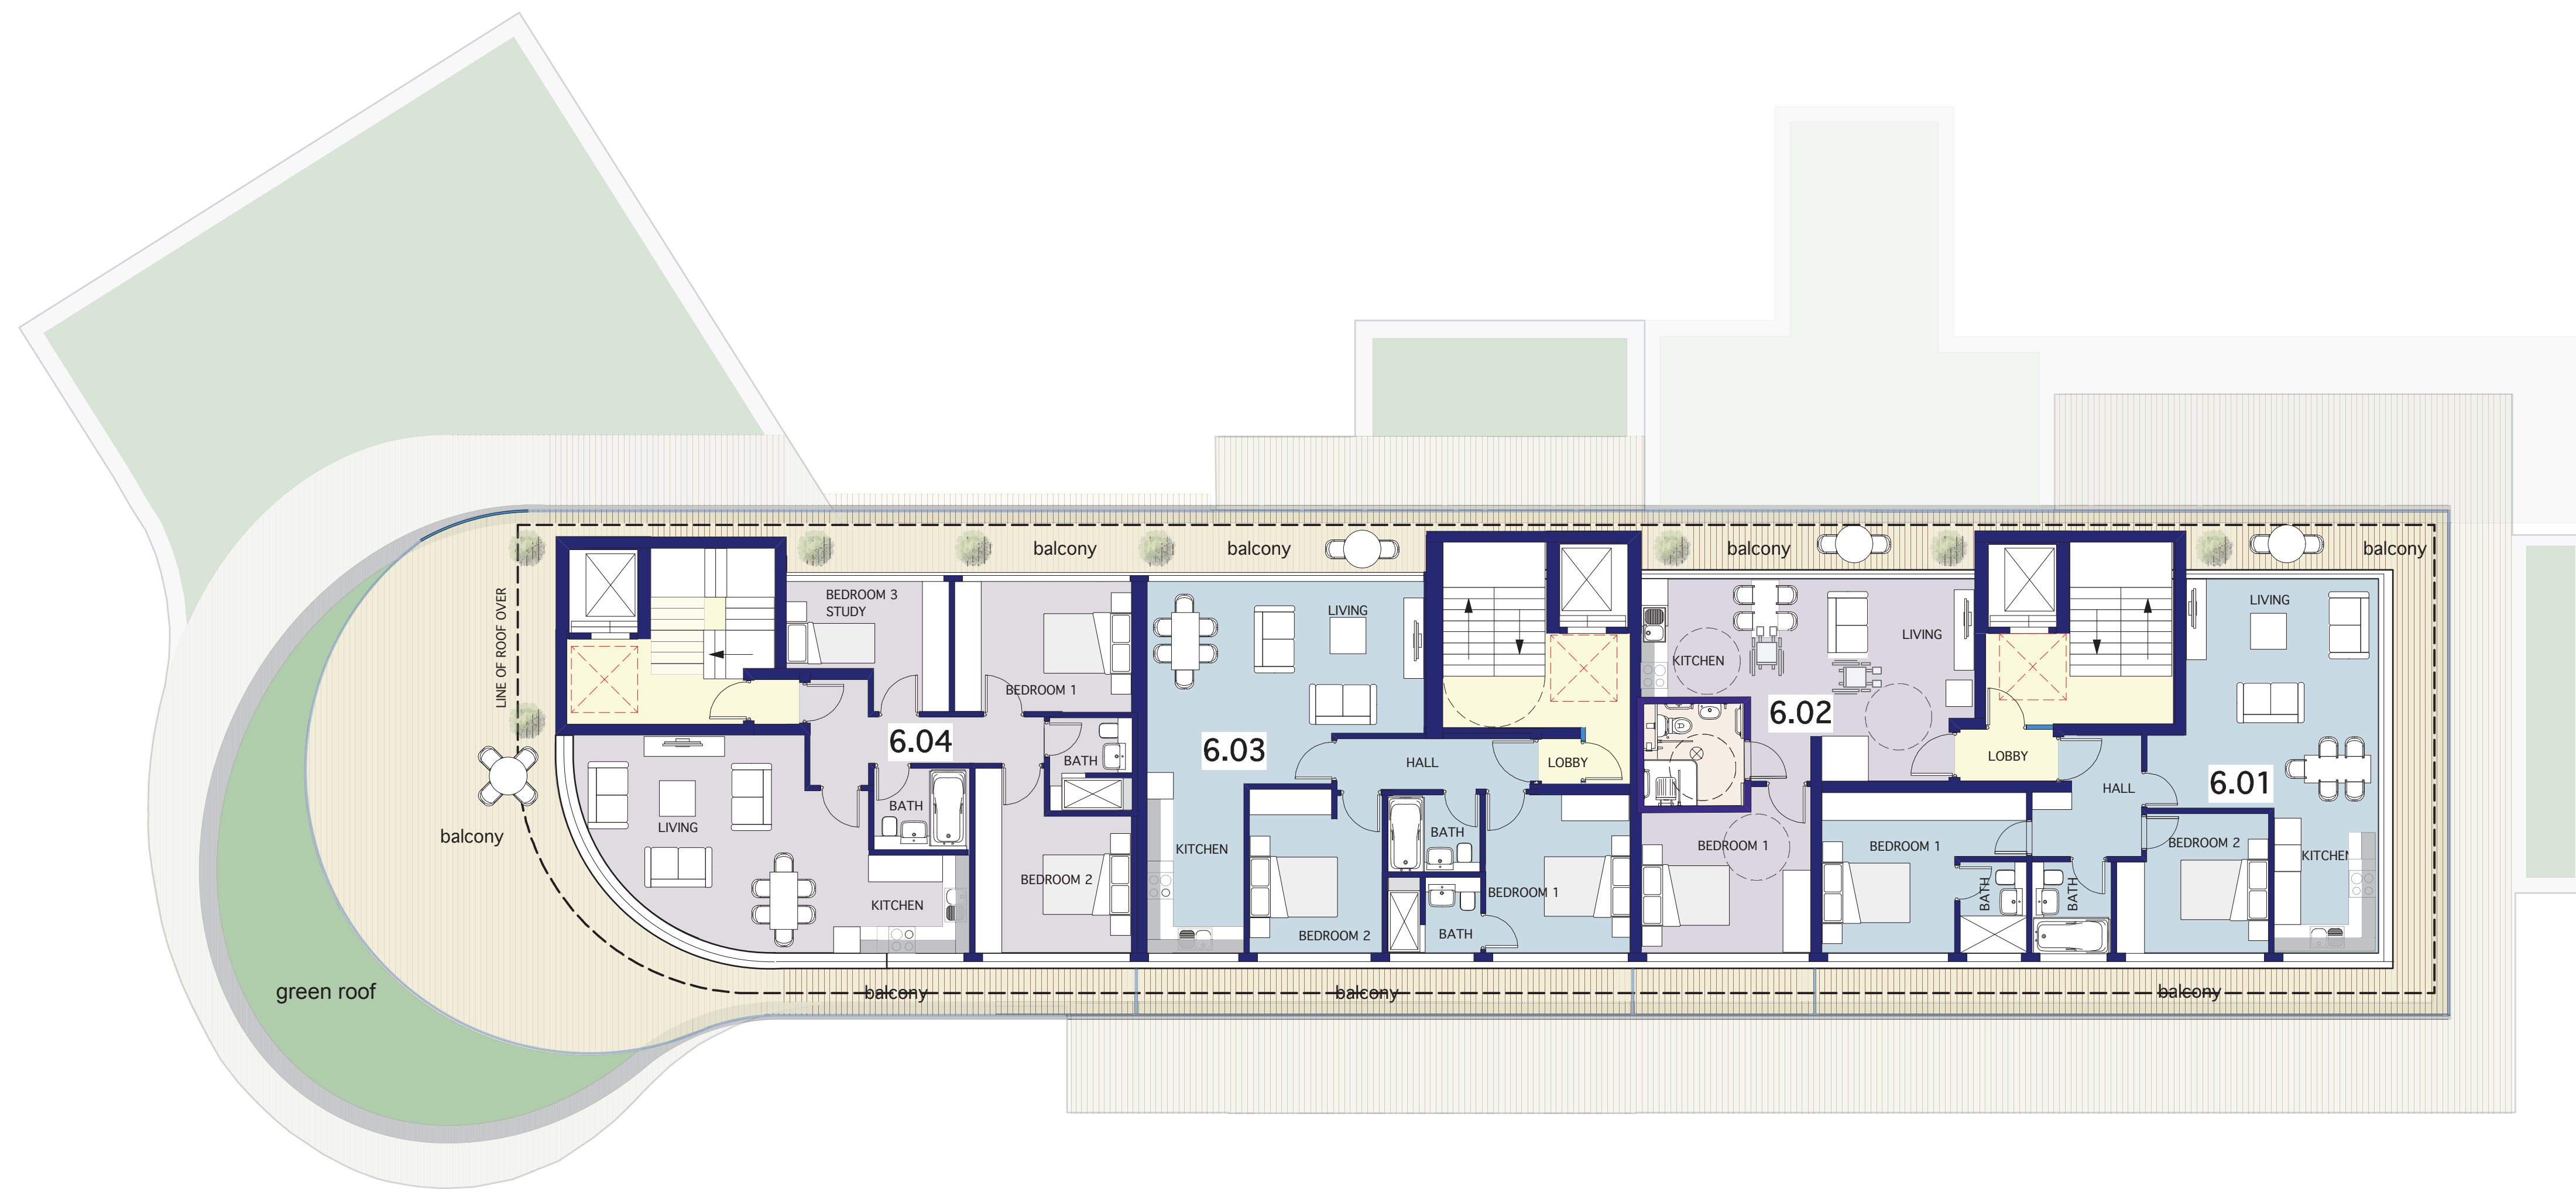 balcony
balcony
balcony
balcony
LINE OF ROOF OVER
BEDROOM 3
STUDY
BEDROOM 1
6.04
BATH
BATH
LIVING
BEDROOM 2
KITCHEN
balcony
green roof
balcony
LIVING
6.03
HALL
LOBBY
KITCHEN
BATH
BEDROOM 1
BEDROOM 2
BATH
balcony
LIVING
KITCHEN
6.02
BEDROOM 1
LOBBY
LIVING
HALL
6.01
BEDROOM 1
BEDROOM 2
KITCHEN
BATH
BATH
balcony